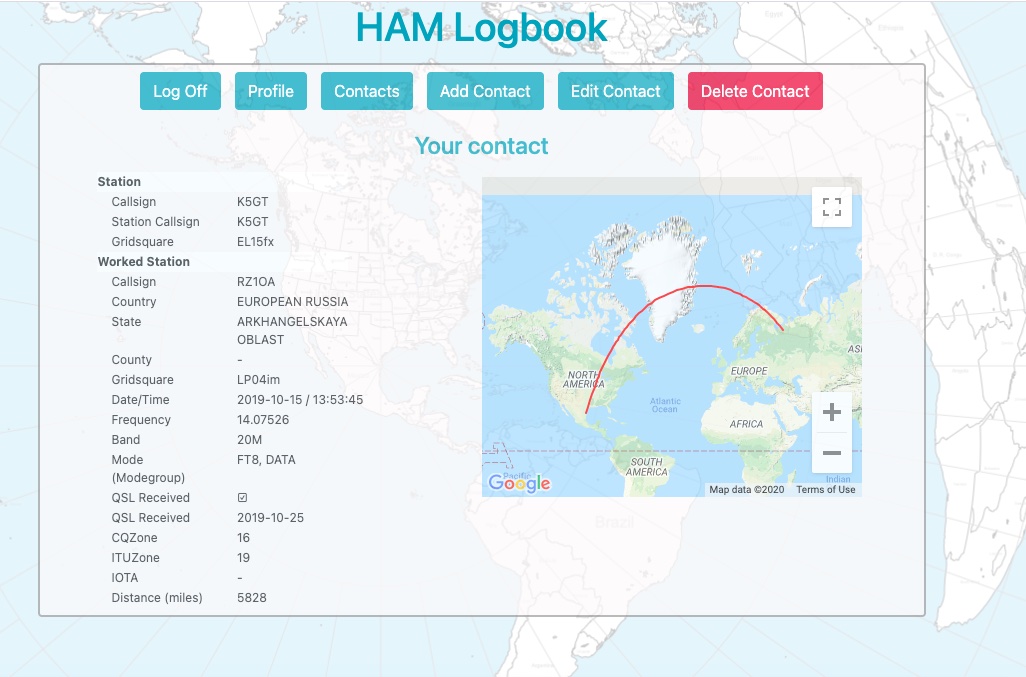 HAM Logbook
Log Off Profile Contacts Add Contact Edit Contact Delete Contact
Your contact
Station
Callsign K5GT
Station Callsign K5GT
Gridsquare EL15fx
Worked Station
Callsign RZ1OA
Country EUROPEAN RUSSIA
State ARKHANGELSKAYA
OBLAST
County -
Gridsquare LP04im
Date/Time 2019-10-15 / 13:53:45
Frequency 14.07526
Band 20M
Mode FT8, DATA
(Modegroup)
QSL Received ☑
QSL Received 2019-10-25
CQZone 16
ITUZone 19
IOTA -
Distance (miles) 5828
NORTH
AMERICA
Atlantic
Ocean
EUROPE
ASI
AFRICA
SOUTH
AMERICA
Pacific
Indian
Google
Map data ©2020 Terms of Use
Brazil